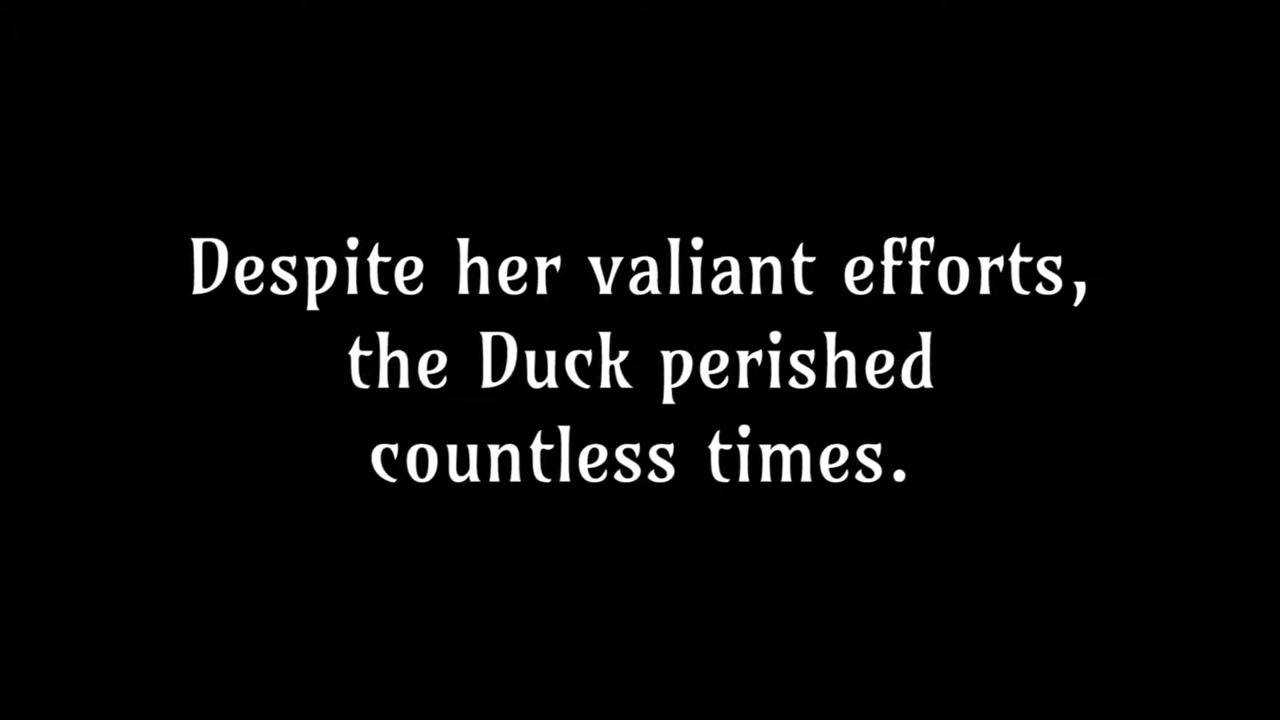 Despite her valiant efforts,
the Duck perished
countless times.